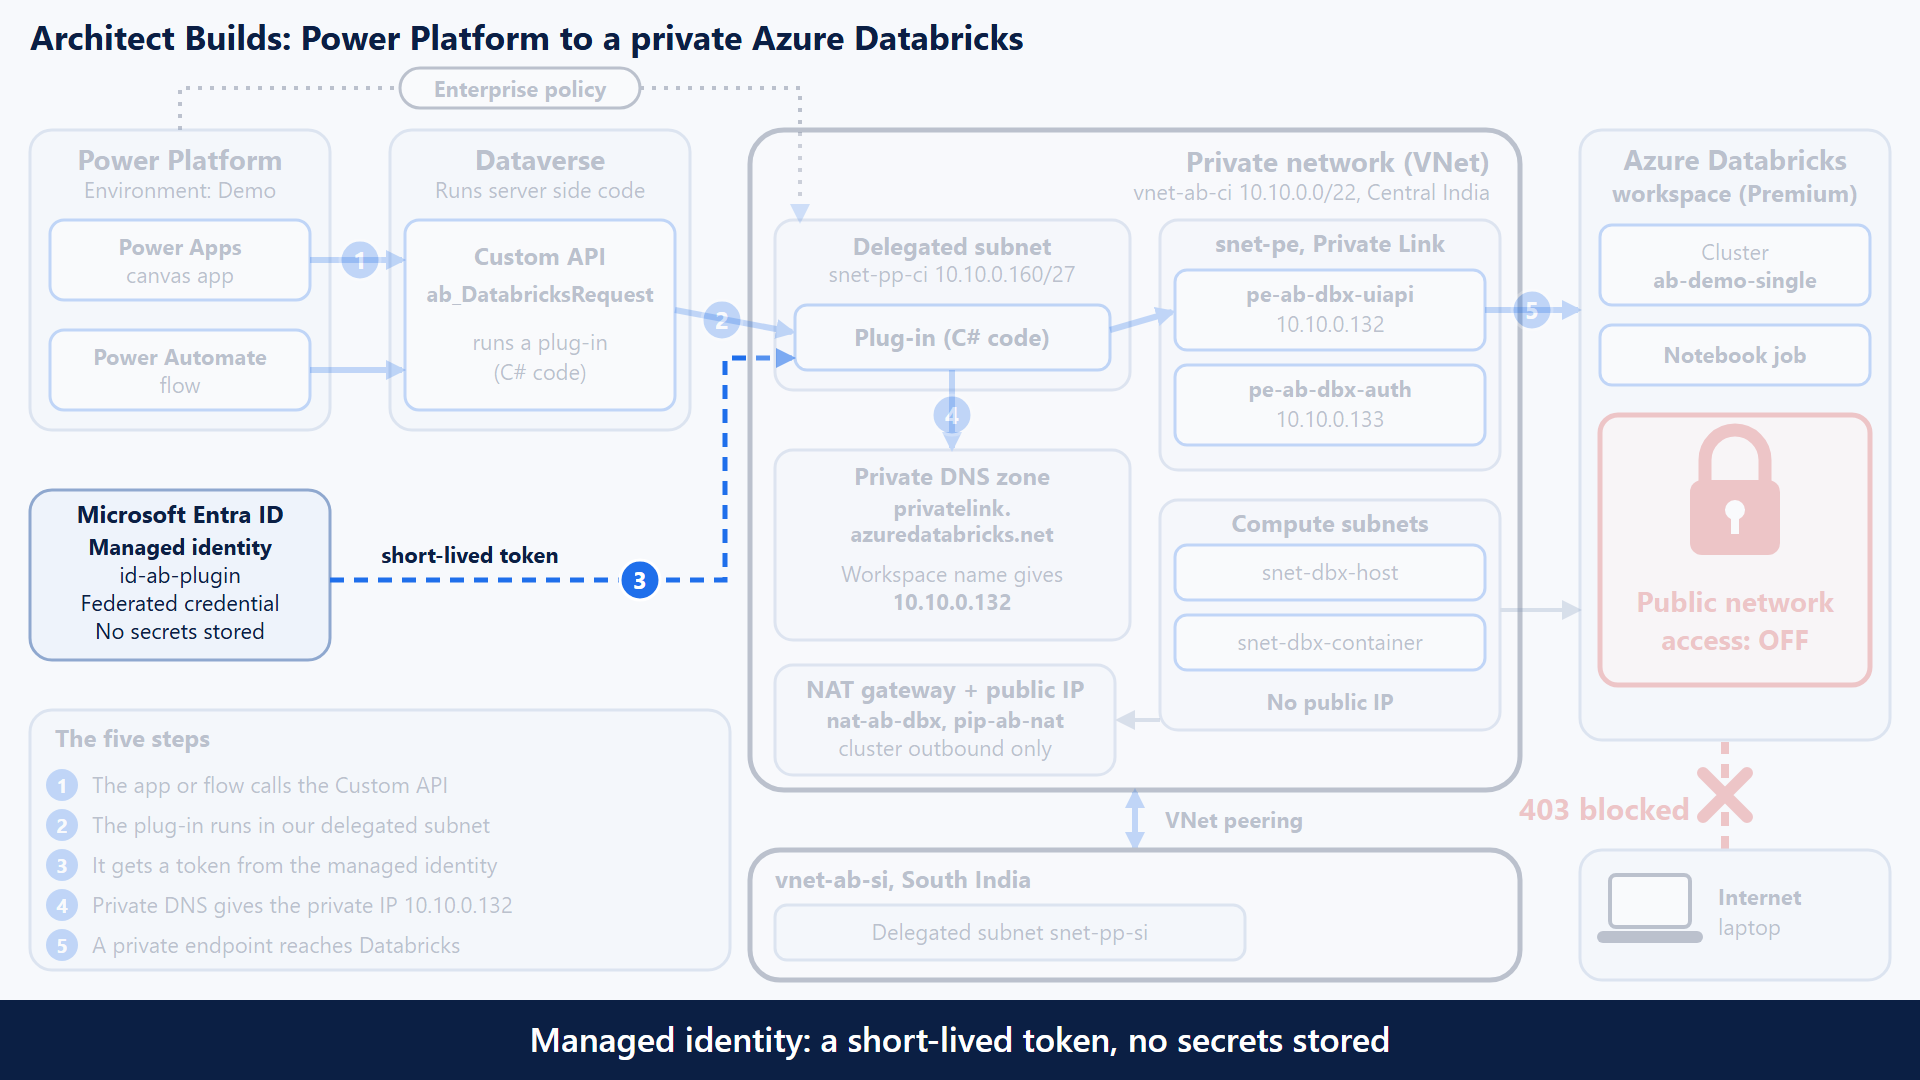 Architect Builds: Power Platform to a private Azure Databricks
Enterprise policy
Power Platform
Environment: Demo
Power Apps
canvas app
Power Automate
flow
1
Dataverse
Runs server side code
Custom API
ab_DatabricksRequest
runs a plug-in
(C# code)
2
Private network (VNet)
vnet-ab-ci 10.10.0.0/22, Central India
Delegated subnet
snet-pp-ci 10.10.0.160/27
Plug-in (C# code)
4
snet-pe, Private Link
pe-ab-dbx-uiapi
10.10.0.132
pe-ab-dbx-auth
10.10.0.133
5
Private DNS zone
privatelink.
azuredatabricks.net
Workspace name gives
10.10.0.132
Compute subnets
snet-dbx-host
snet-dbx-container
No public IP
NAT gateway + public IP
nat-ab-dbx, pip-ab-nat
cluster outbound only
Azure Databricks
workspace (Premium)
Cluster
ab-demo-single
Notebook job
Public network
access: OFF
Microsoft Entra ID
Managed identity
id-ab-plugin
Federated credential
No secrets stored
short-lived token
3
The five steps
1 The app or flow calls the Custom API
2 The plug-in runs in our delegated subnet
3 It gets a token from the managed identity
4 Private DNS gives the private IP 10.10.0.132
5 A private endpoint reaches Databricks
VNet peering
403 blocked
vnet-ab-si, South India
Delegated subnet snet-pp-si
Internet
laptop
Managed identity: a short-lived token, no secrets stored